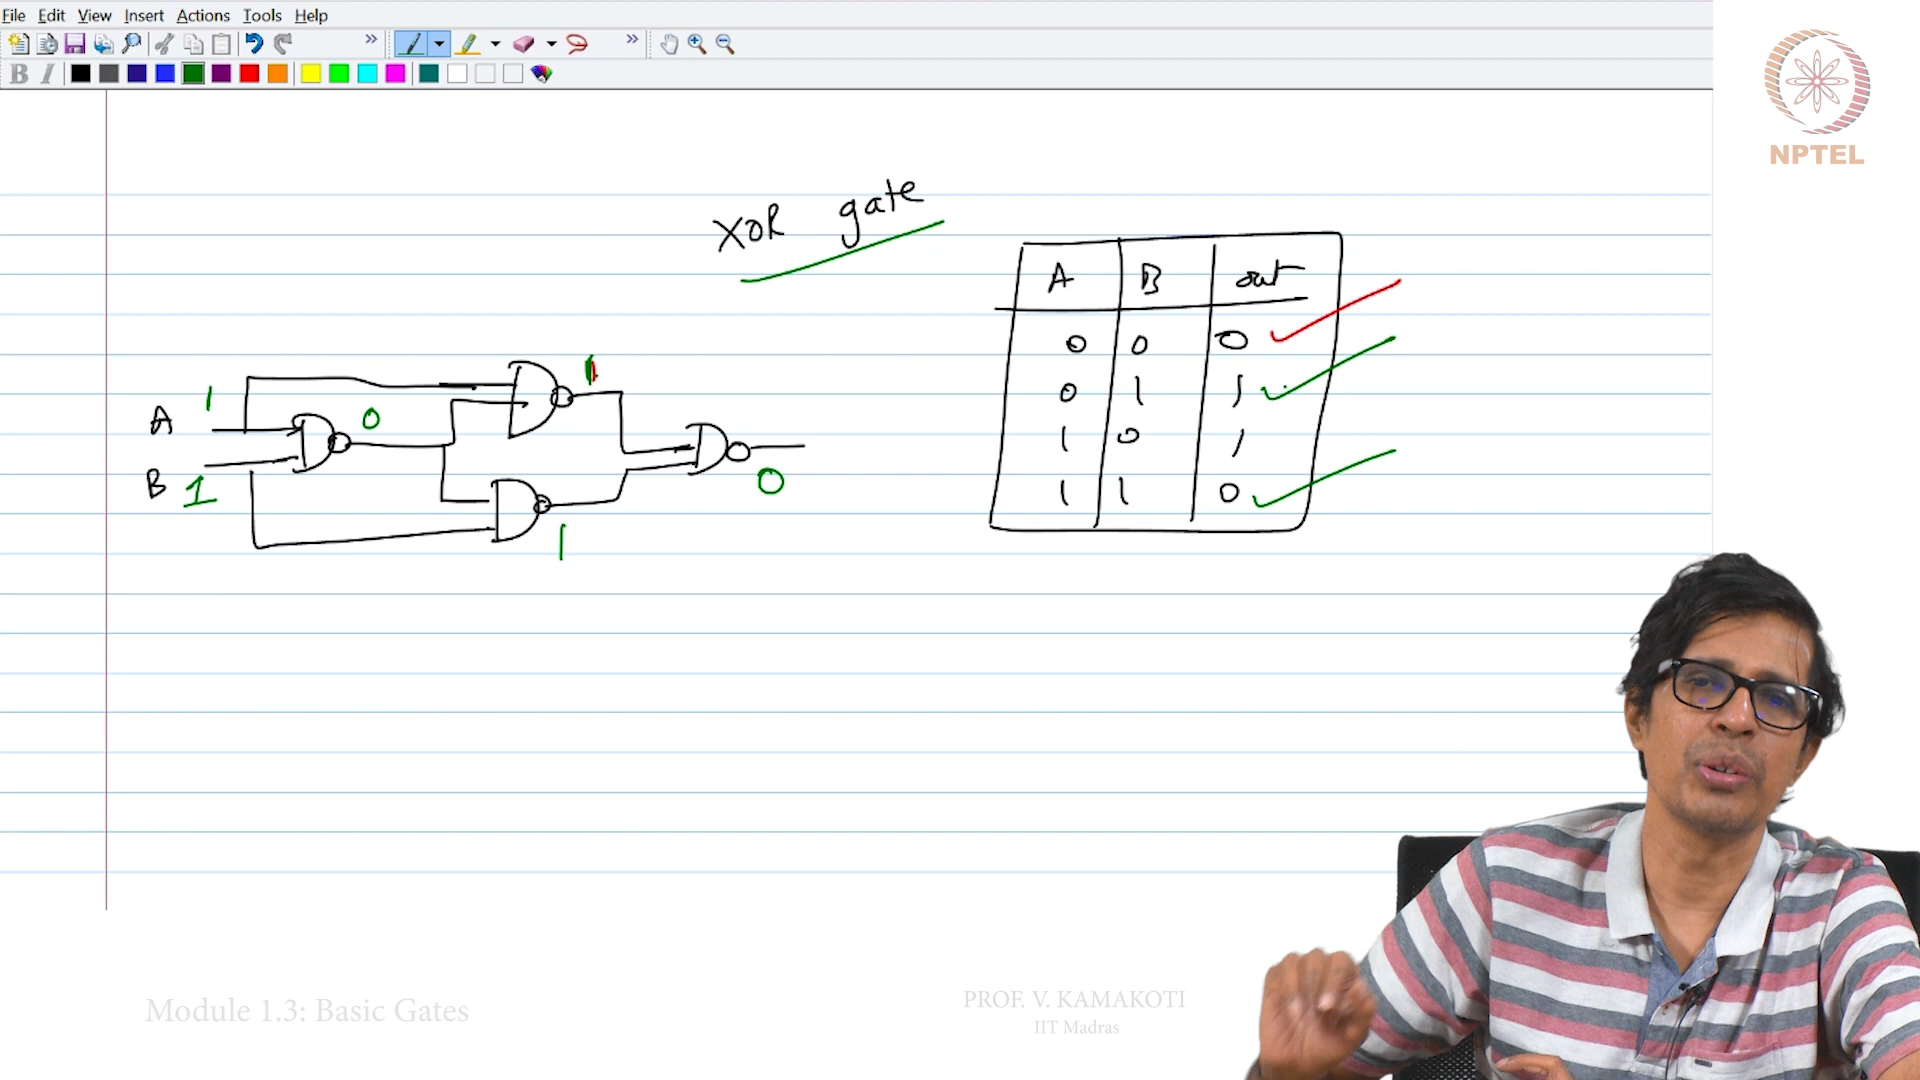 File Edit View Insert Actions Tools Help
B I
NPTEL
XOR gate
A B out
0 0 0
0 1 1
1 0 1
1 1 0
A 1
B 1
0
1
1
0
Module 1.3: Basic Gates
PROF. V. KAMAKOTI
IIT Madras